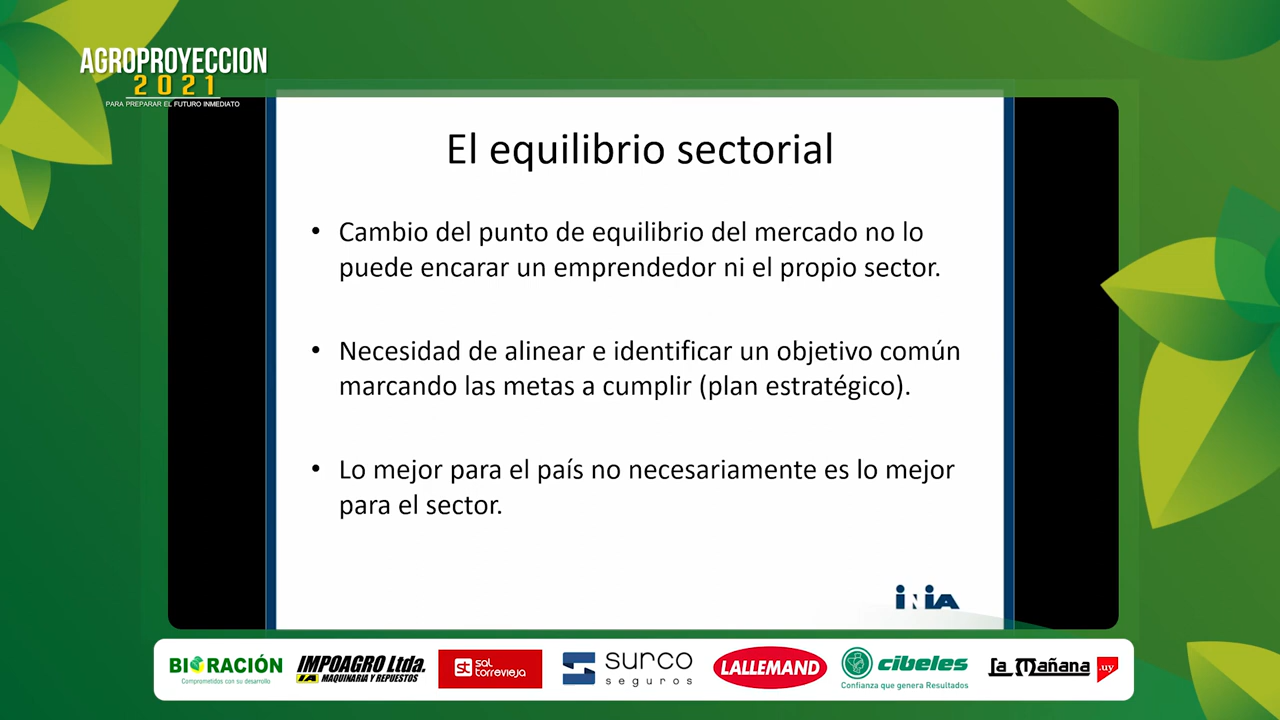 AGROPROYECCION
2021
PARA PREPARAR EL FUTURO INMEDIATO
El equilibrio sectorial
• Cambio del punto de equilibrio del mercado no lo
puede encarar un emprendedor ni el propio sector.
• Necesidad de alinear e identificar un objetivo común
marcando las metas a cumplir (plan estratégico).
• Lo mejor para el país no necesariamente es lo mejor
para el sector.
iNiA
BIORACIÓN
Comprometidos con su desarrollo
IMPOAGRO Ltda.
IA MAQUINARIA Y REPUESTOS
st sal torrevieja
surco
seguros
LALLEMAND
cibeles
Confianza que genera Resultados
La Mañana .uy